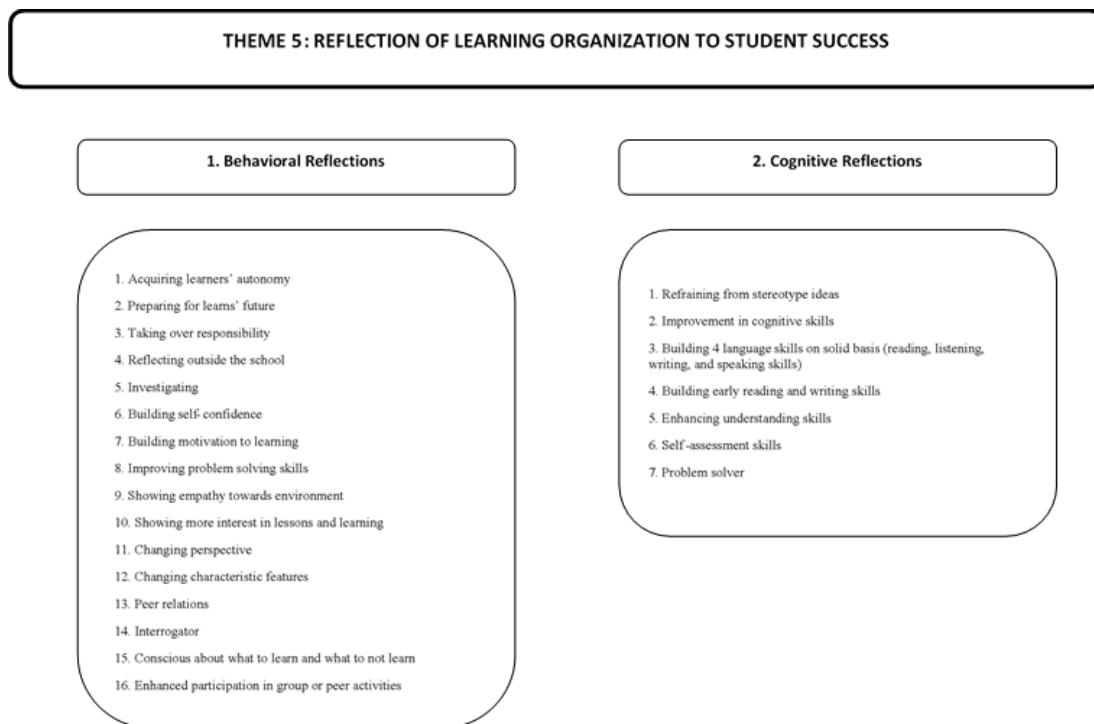 THEME 5: REFLECTION OF LEARNING ORGANIZATION TO STUDENT SUCCESS
1. Behavioral Reflections
1. Acquiring learners’ autonomy
2. Preparing for learns’ future
3. Taking over responsibility
4. Reflecting outside the school
5. Investigating
6. Building self- confidence
7. Building motivation to learning
8. Improving problem solving skills
9. Showing empathy towards environment
10. Showing more interest in lessons and learning
11. Changing perspective
12. Changing characteristic features
13. Peer relations
14. Interrogator
15. Conscious about what to learn and what to not learn
16. Enhanced participation in group or peer activities
2. Cognitive Reflections
1. Refraining from stereotype ideas
2. Improvement in cognitive skills
3. Building 4 language skills on solid basis (reading, listening,
writing, and speaking skills)
4. Building early reading and writing skills
5. Enhancing understanding skills
6. Self-assessment skills
7. Problem solver